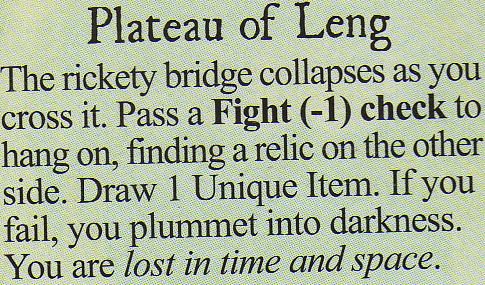 Plateau of Leng
The rickety bridge collapses as you
cross it. Pass a Fight (-1) check to
hang on, finding a relic on the other
side. Draw 1 Unique Item. If you
fail, you plummet into darkness.
You are lost in time and space.